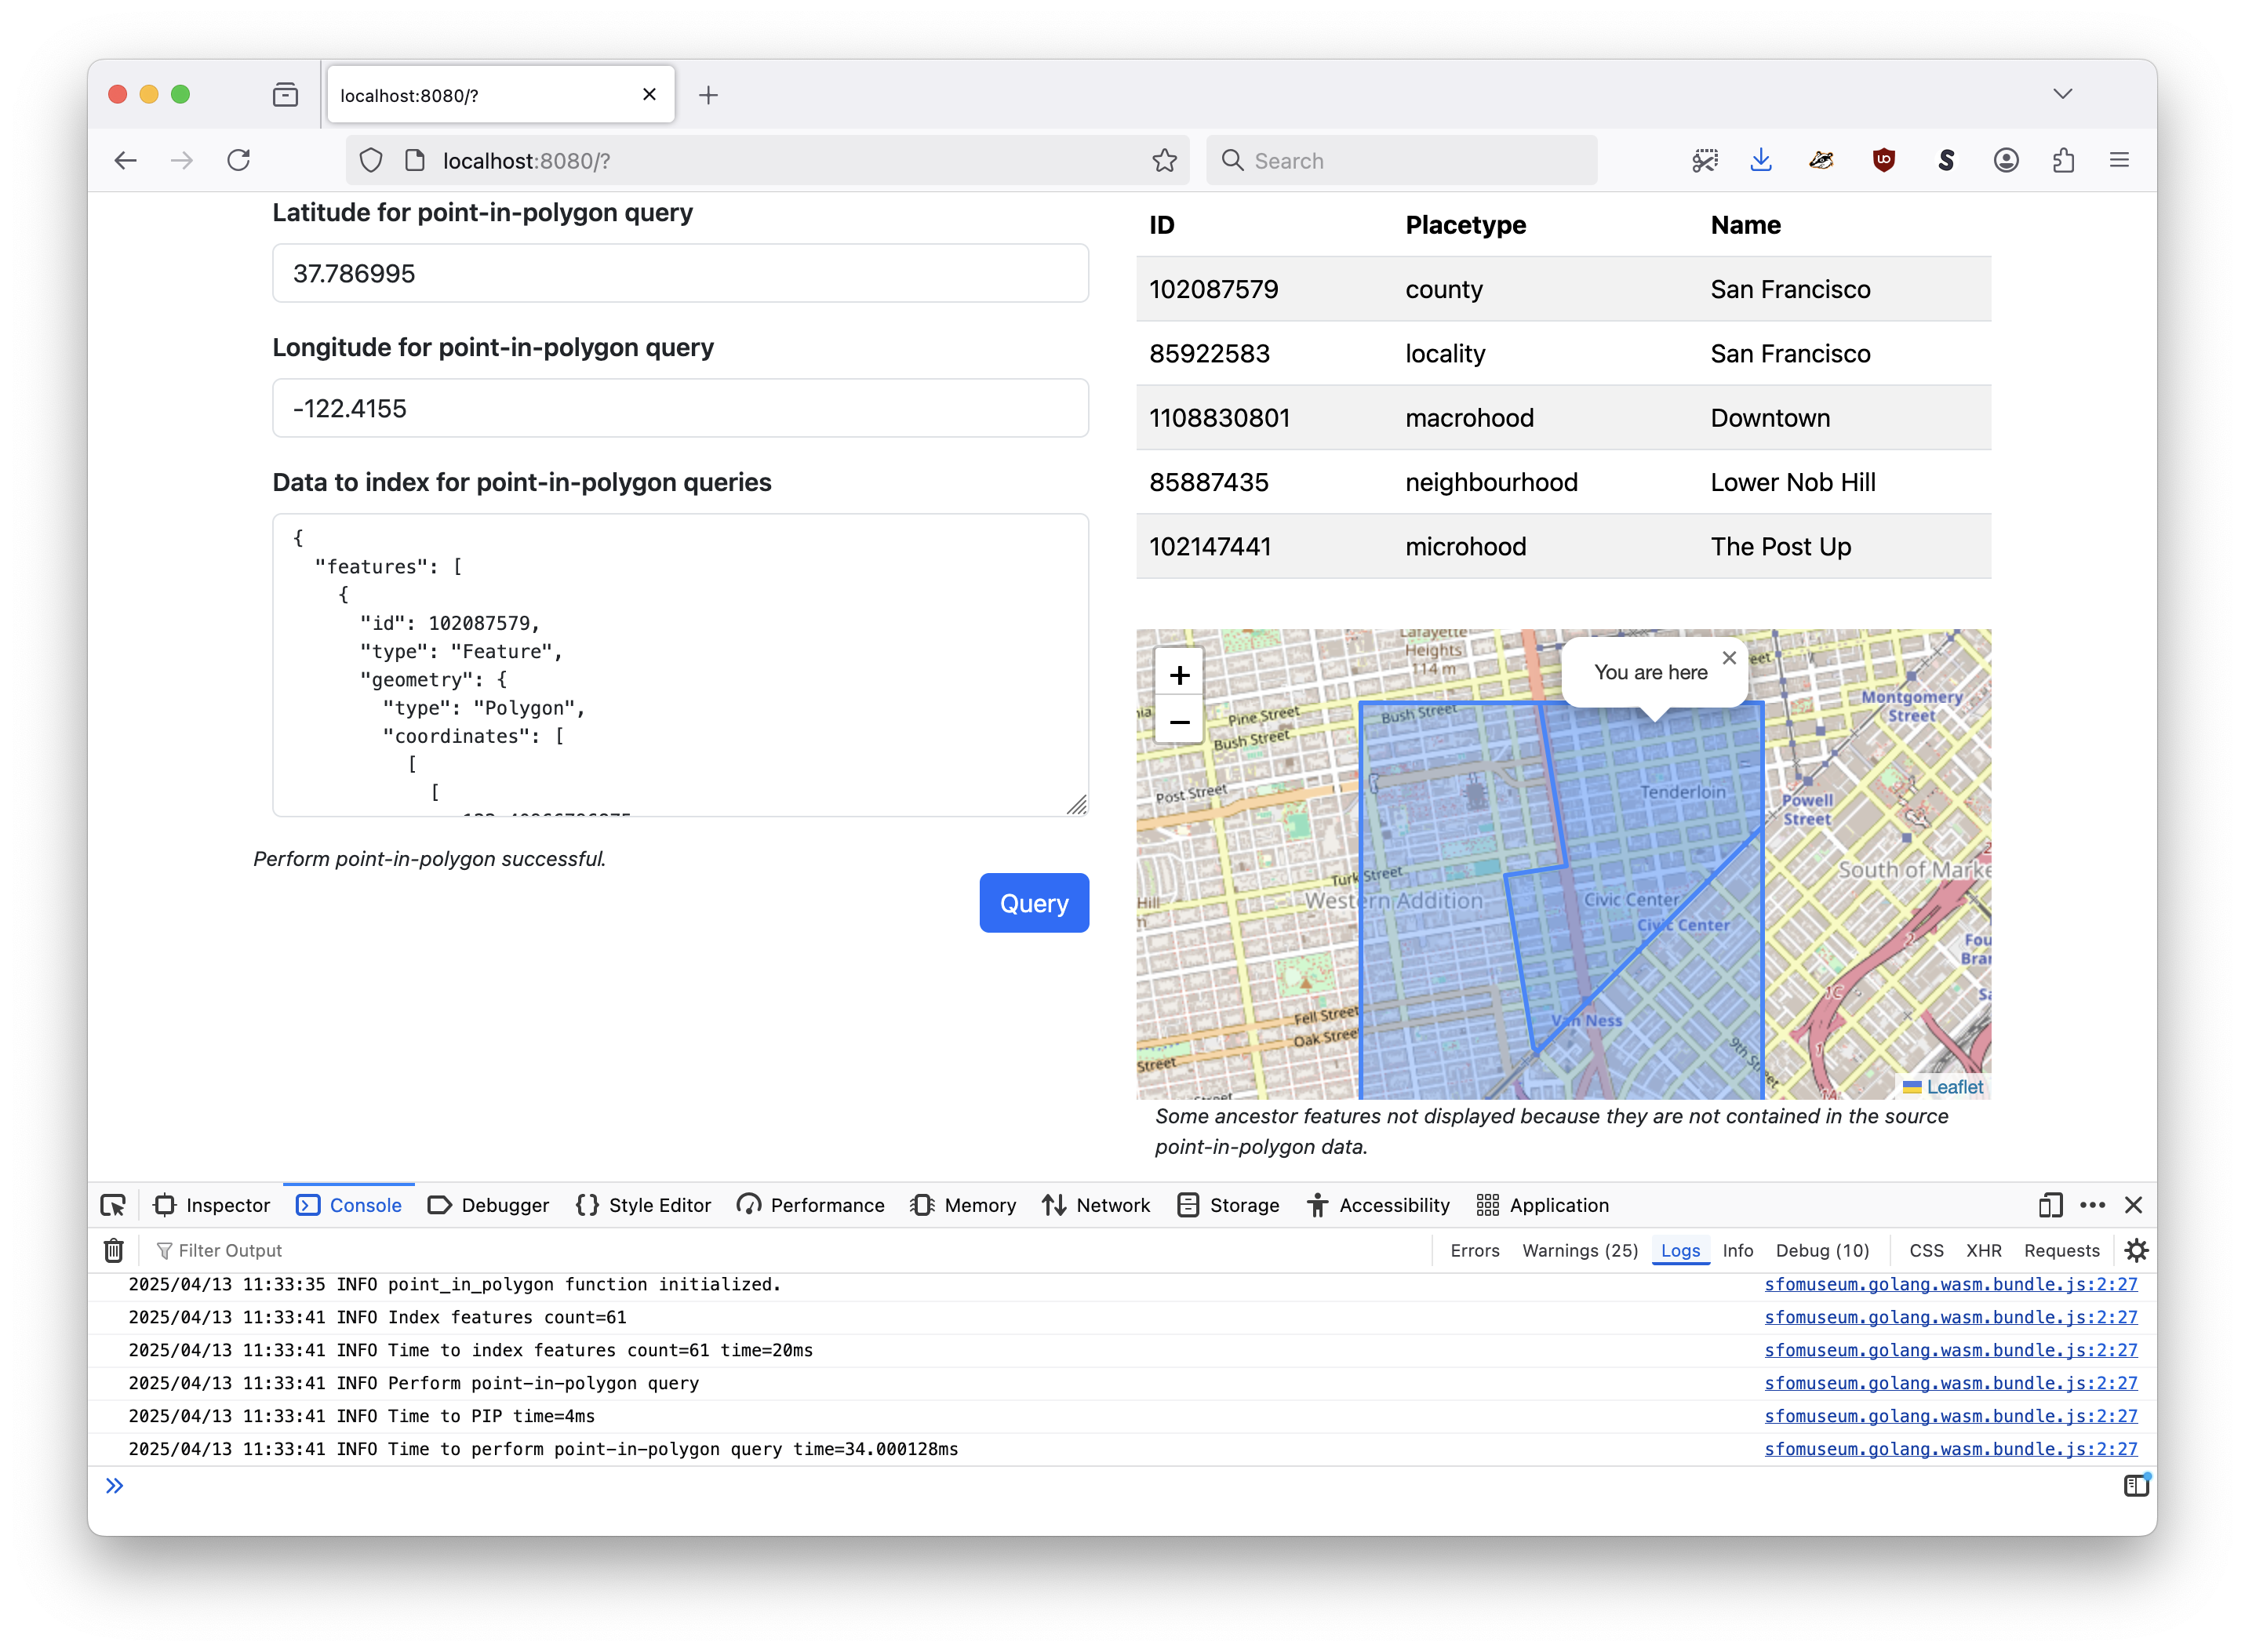 localhost:8080/?
localhost:8080/?
Search
Latitude for point-in-polygon query
37.786995
Longitude for point-in-polygon query
-122.4155
Data to index for point-in-polygon queries
{
"features": [
{
"id": 102087579,
"type": "Feature",
"geometry": {
"type": "Polygon",
"coordinates": [
[
[
Perform point-in-polygon successful.
Query
ID Placetype Name
102087579 county San Francisco
85922583 locality San Francisco
1108830801 macrohood Downtown
85887435 neighbourhood Lower Nob Hill
102147441 microhood The Post Up
+
−
You are here
Lafayette
Heights
114 m
Pine Street
Bush Street
Bush Street
Post Street
Montgomery
Street
Tenderloin
Powell
Street
South of Marke
Turk Street
Western Addition
Civic Center
Civic Center
Hill
Fell Street
Oak Street
Street
Van Ness
9th Street
1C
2
Leaflet
Some ancestor features not displayed because they are not contained in the source
point-in-polygon data.
Inspector Console Debugger Style Editor Performance Memory Network Storage Accessibility Application
Filter Output Errors Warnings (25) Logs Info Debug (10) CSS XHR Requests
2025/04/13 11:33:35 INFO point_in_polygon function initialized. sfomuseum.golang.wasm.bundle.js:2:27
2025/04/13 11:33:41 INFO Index features count=61 sfomuseum.golang.wasm.bundle.js:2:27
2025/04/13 11:33:41 INFO Time to index features count=61 time=20ms sfomuseum.golang.wasm.bundle.js:2:27
2025/04/13 11:33:41 INFO Perform point-in-polygon query sfomuseum.golang.wasm.bundle.js:2:27
2025/04/13 11:33:41 INFO Time to PIP time=4ms sfomuseum.golang.wasm.bundle.js:2:27
2025/04/13 11:33:41 INFO Time to perform point-in-polygon query time=34.000128ms sfomuseum.golang.wasm.bundle.js:2:27